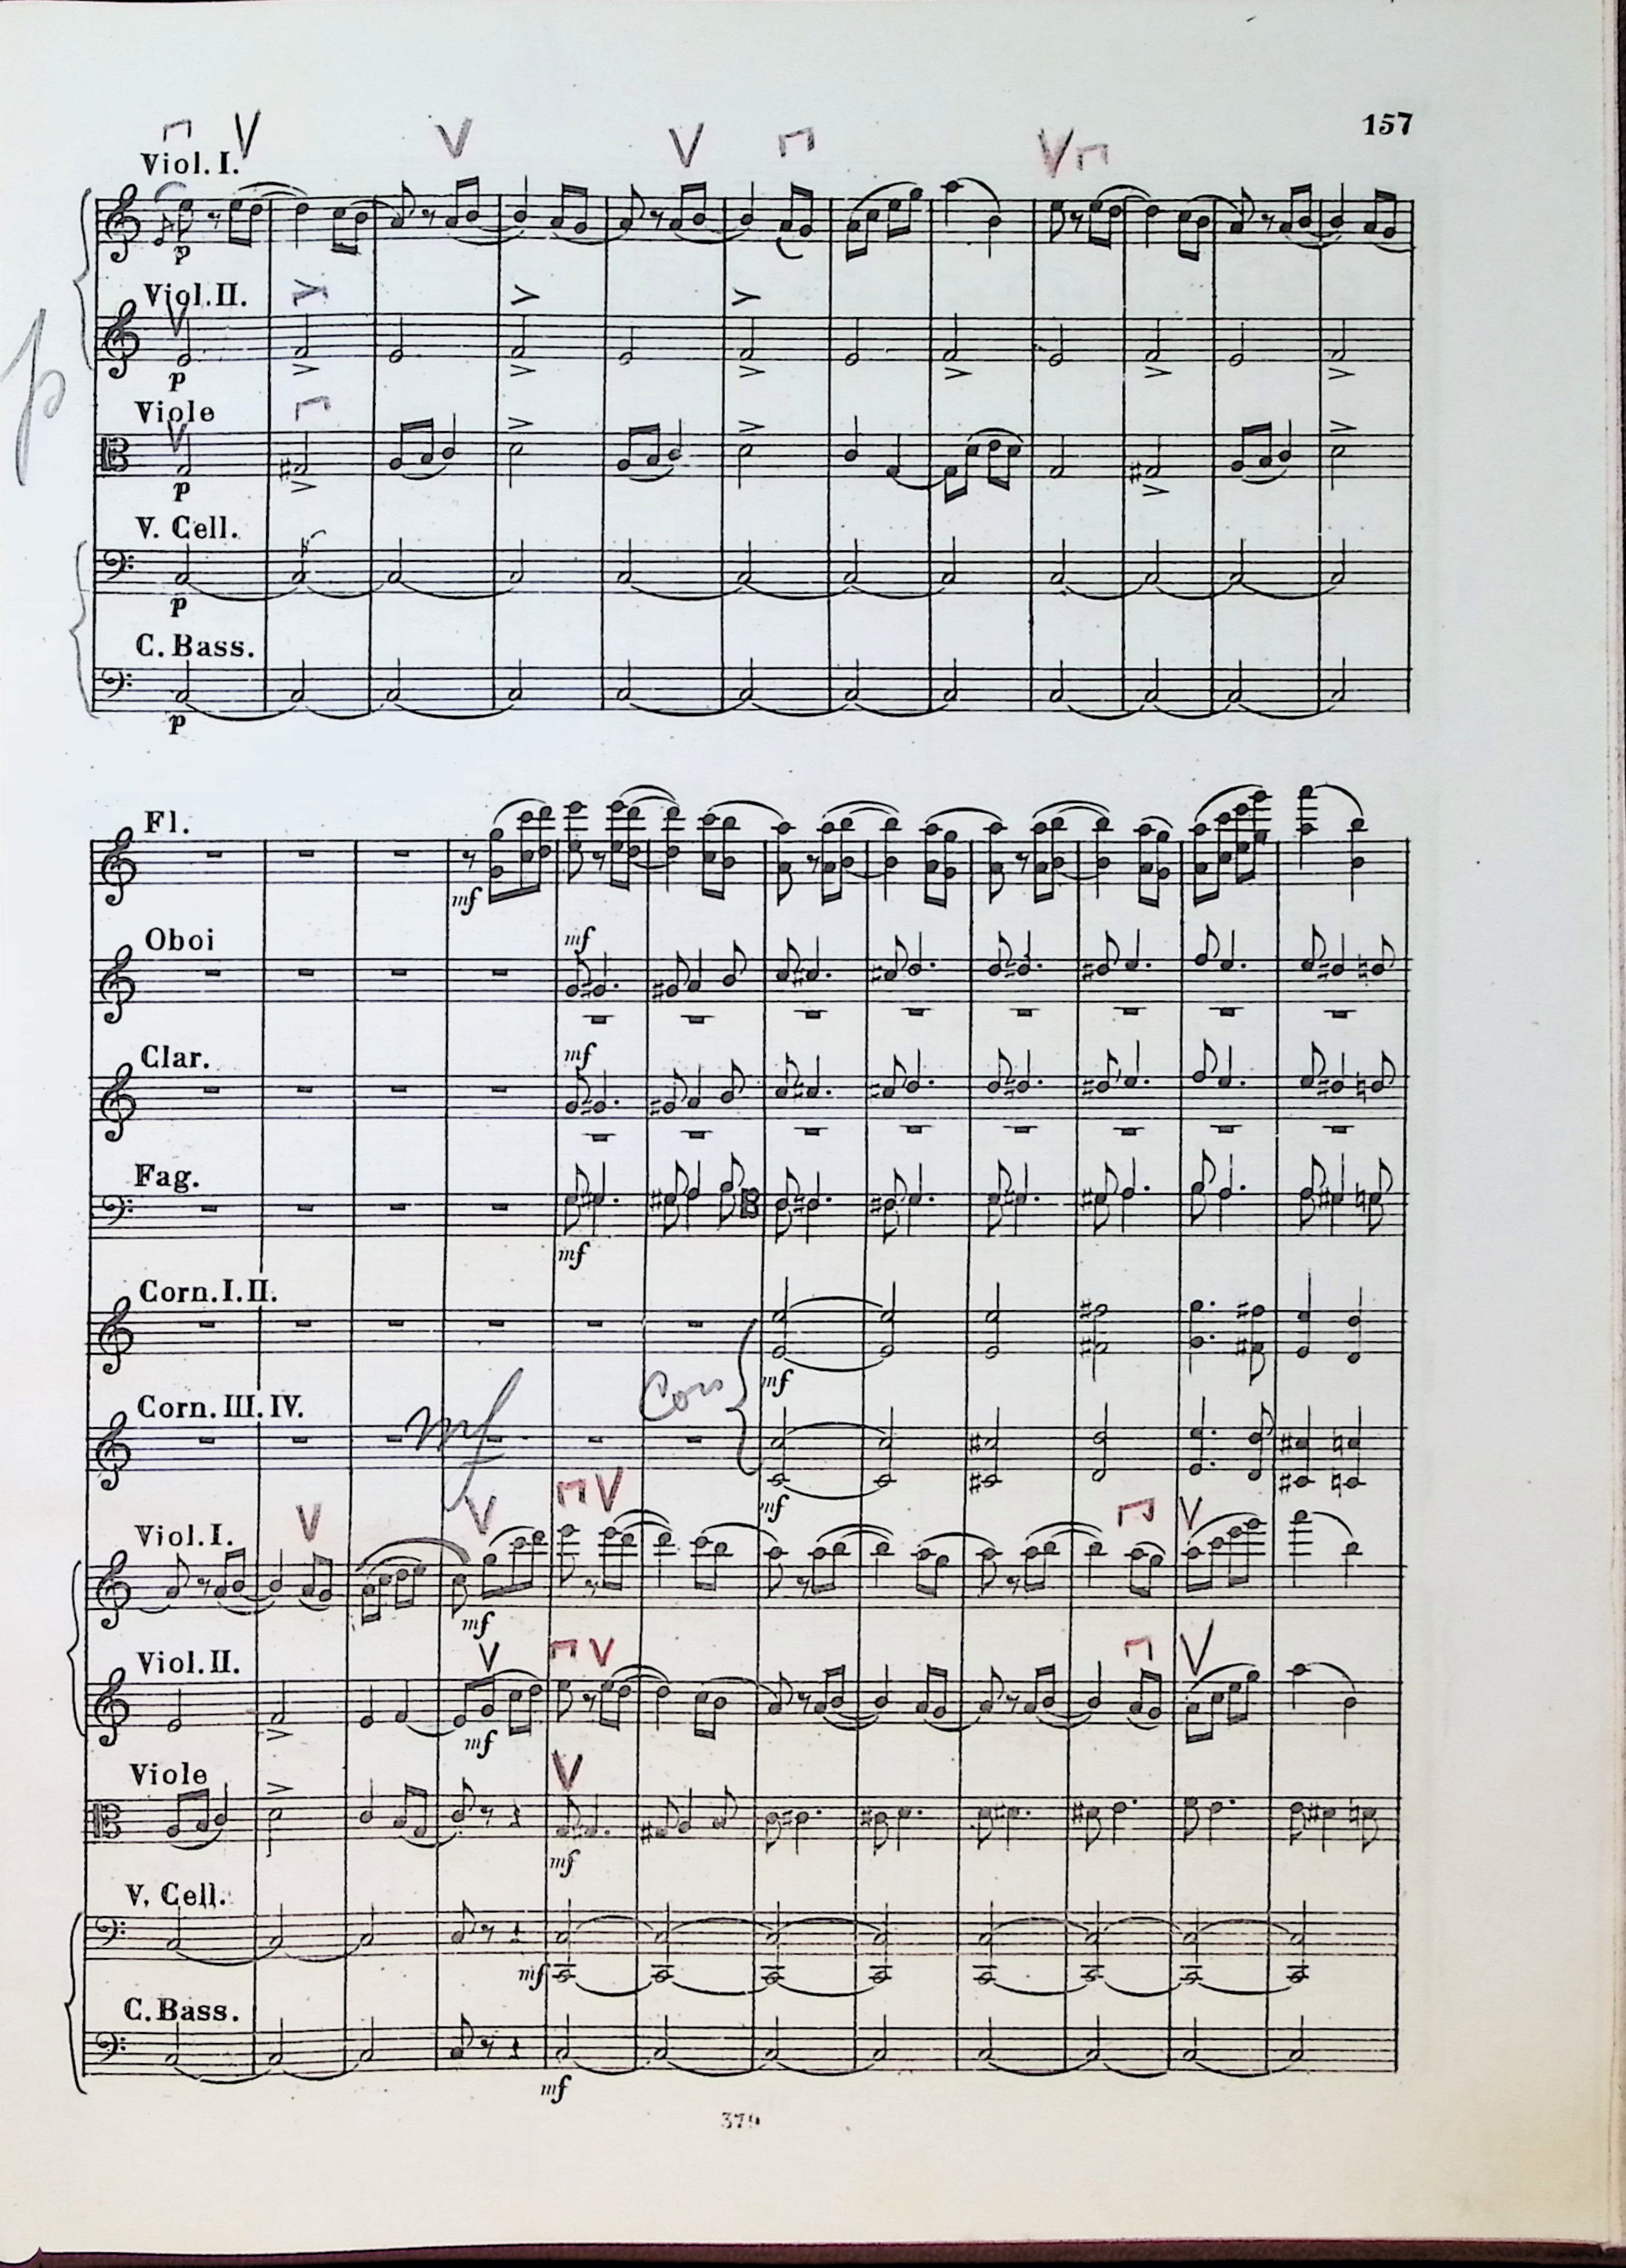 157
Viol. I.
p
Viol. II.
p
p
Viole
p
V. Cell.
p
C. Bass.
p
Fl.
mf
Oboi
mf
Clar.
mf
Fag.
mf
Corn. I. II.
mf
Corn. III. IV.
mf
Cor
mf
Viol. I.
mf
Viol. II.
mf
Viole
mf
V. Cell.
mf
C. Bass.
mf
379